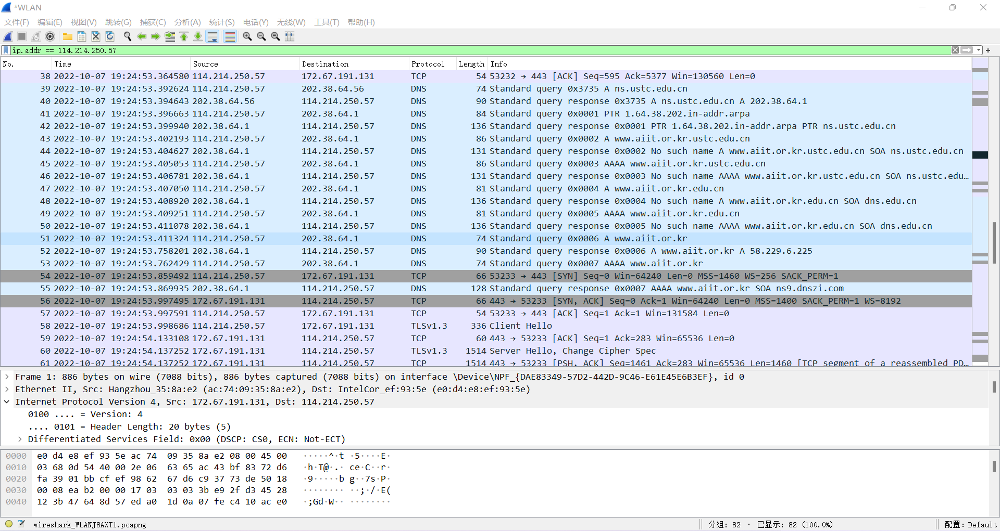 *WLAN
文件(F) 编辑(E) 视图(V) 跳转(G) 捕获(C) 分析(A) 统计(S) 电话(Y) 无线(W) 工具(T) 帮助(H)
ip.addr == 114.214.250.57
No. Time Source Destination Protocol Length Info
38 2022-10-07 19:24:53.364580 114.214.250.57 172.67.191.131 TCP 54 53232 → 443 [ACK] Seq=595 Ack=5377 Win=130560 Len=0
39 2022-10-07 19:24:53.392624 114.214.250.57 202.38.64.56 DNS 74 Standard query 0x3735 A ns.ustc.edu.cn
40 2022-10-07 19:24:53.394643 202.38.64.56 114.214.250.57 DNS 90 Standard query response 0x3735 A ns.ustc.edu.cn A 202.38.64.1
41 2022-10-07 19:24:53.396663 114.214.250.57 202.38.64.1 DNS 84 Standard query 0x0001 PTR 1.64.38.202.in-addr.arpa
42 2022-10-07 19:24:53.399940 202.38.64.1 114.214.250.57 DNS 136 Standard query response 0x0001 PTR 1.64.38.202.in-addr.arpa PTR ns.ustc.edu.cn
43 2022-10-07 19:24:53.402193 114.214.250.57 202.38.64.1 DNS 86 Standard query 0x0002 A www.aiit.or.kr.ustc.edu.cn
44 2022-10-07 19:24:53.404627 202.38.64.1 114.214.250.57 DNS 131 Standard query response 0x0002 No such name A www.aiit.or.kr.ustc.edu.cn SOA ns.ustc.edu.cn
45 2022-10-07 19:24:53.405053 114.214.250.57 202.38.64.1 DNS 86 Standard query 0x0003 AAAA www.aiit.or.kr.ustc.edu.cn
46 2022-10-07 19:24:53.406781 202.38.64.1 114.214.250.57 DNS 131 Standard query response 0x0003 No such name AAAA www.aiit.or.kr.ustc.edu.cn SOA ns.ustc.edu…
47 2022-10-07 19:24:53.407050 114.214.250.57 202.38.64.1 DNS 81 Standard query 0x0004 A www.aiit.or.kr.edu.cn
48 2022-10-07 19:24:53.408920 202.38.64.1 114.214.250.57 DNS 136 Standard query response 0x0004 No such name A www.aiit.or.kr.edu.cn SOA dns.edu.cn
49 2022-10-07 19:24:53.409251 114.214.250.57 202.38.64.1 DNS 81 Standard query 0x0005 AAAA www.aiit.or.kr.edu.cn
50 2022-10-07 19:24:53.411078 202.38.64.1 114.214.250.57 DNS 136 Standard query response 0x0005 No such name AAAA www.aiit.or.kr.edu.cn SOA dns.edu.cn
51 2022-10-07 19:24:53.411324 114.214.250.57 202.38.64.1 DNS 74 Standard query 0x0006 A www.aiit.or.kr
52 2022-10-07 19:24:53.758201 202.38.64.1 114.214.250.57 DNS 90 Standard query response 0x0006 A www.aiit.or.kr A 58.229.6.225
53 2022-10-07 19:24:53.762429 114.214.250.57 202.38.64.1 DNS 74 Standard query 0x0007 AAAA www.aiit.or.kr
54 2022-10-07 19:24:53.859492 114.214.250.57 172.67.191.131 TCP 66 53233 → 443 [SYN] Seq=0 Win=64240 Len=0 MSS=1460 WS=256 SACK_PERM=1
55 2022-10-07 19:24:53.869935 202.38.64.1 114.214.250.57 DNS 128 Standard query response 0x0007 AAAA www.aiit.or.kr SOA ns9.dnszi.com
56 2022-10-07 19:24:53.997495 172.67.191.131 114.214.250.57 TCP 66 443 → 53233 [SYN, ACK] Seq=0 Ack=1 Win=64240 Len=0 MSS=1400 SACK_PERM=1 WS=8192
57 2022-10-07 19:24:53.997591 114.214.250.57 172.67.191.131 TCP 54 53233 → 443 [ACK] Seq=1 Ack=1 Win=131584 Len=0
58 2022-10-07 19:24:53.998686 114.214.250.57 172.67.191.131 TLSv1.3 336 Client Hello
59 2022-10-07 19:24:54.133108 172.67.191.131 114.214.250.57 TCP 60 443 → 53233 [ACK] Seq=1 Ack=283 Win=65536 Len=0
60 2022-10-07 19:24:54.137252 172.67.191.131 114.214.250.57 TLSv1.3 1514 Server Hello, Change Cipher Spec
61 2022-10-07 19:24:54.137252 172.67.191.131 114.214.250.57 TCP 1514 443 → 53233 [PSH, ACK] Seq=1461 Ack=283 Win=65536 Len=1460 [TCP segment of a reassembled PD…
Frame 1: 886 bytes on wire (7088 bits), 886 bytes captured (7088 bits) on interface \Device\NPF_{DAE83349-57D2-442D-9C46-E61E45E6B3EF}, id 0
Ethernet II, Src: Hangzhou_35:8a:e2 (ac:74:09:35:8a:e2), Dst: IntelCor_ef:93:5e (e0:d4:e8:ef:93:5e)
Internet Protocol Version 4, Src: 172.67.191.131, Dst: 114.214.250.57
0100 .... = Version: 4
.... 0101 = Header Length: 20 bytes (5)
Differentiated Services Field: 0x00 (DSCP: CS0, ECN: Not-ECT)
0000 e0 d4 e8 ef 93 5e ac 74 09 35 8a e2 08 00 45 00 ·····^·t ·5····E·
0010 03 68 0d 54 40 00 2e 06 63 65 ac 43 bf 83 72 d6 ·h·T@·.· ce·C··r·
0020 fa 39 01 bb cf ef 98 62 67 d6 c9 37 73 de 50 18 ·9·····b g··7s·P·
0030 00 08 ea b2 00 00 17 03 03 03 3b e9 2f d3 45 28 ········ ··;·/·E(
0040 12 3b 47 64 8d 57 ed a0 1d 0a 07 fe c4 10 ac e0 ·;Gd·W·· ········
wireshark_WLANJ8AXT1.pcapng 分组: 82 · 已显示: 82 (100.0%) 配置: Default